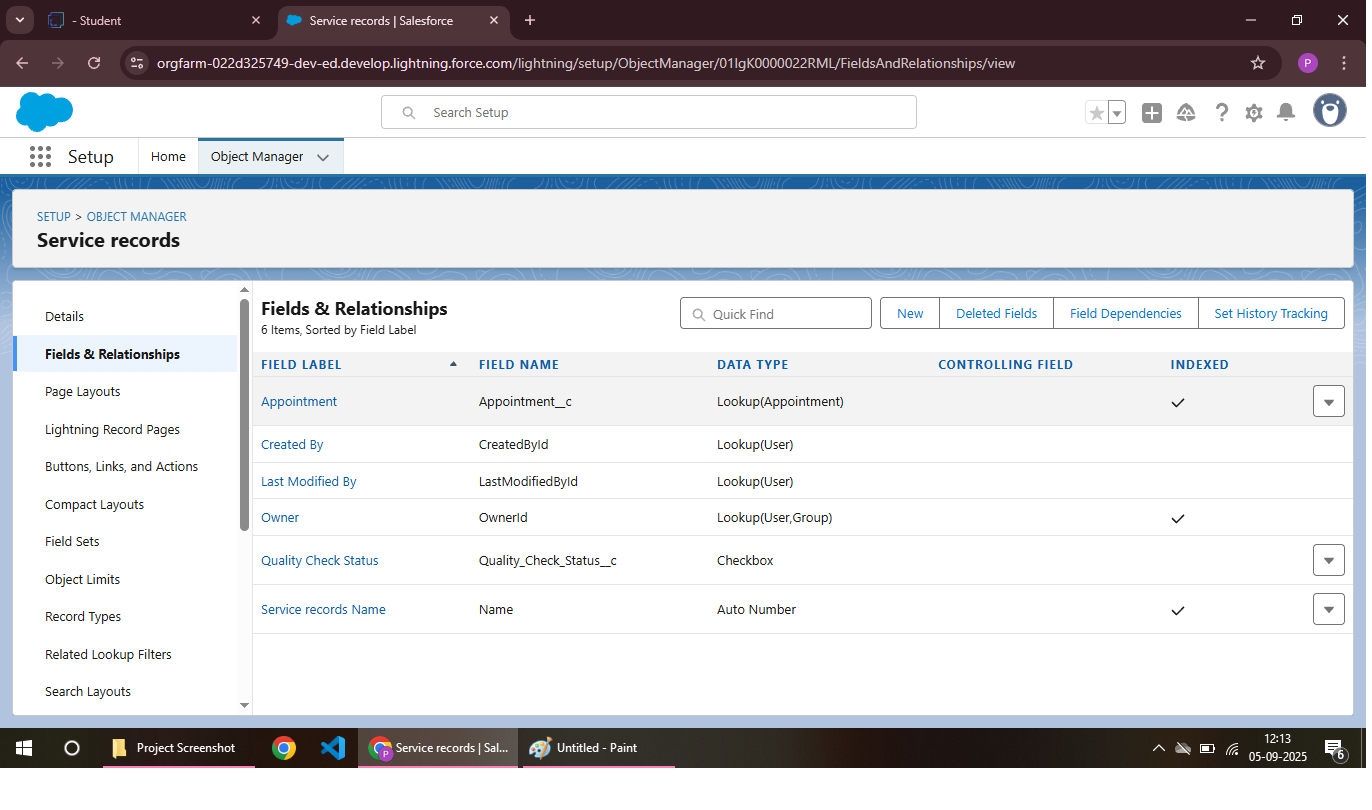 - Student
Service records | Salesforce
orgfarm-022d325749-dev-ed.develop.lightning.force.com/lightning/setup/ObjectManager/01IgK0000022RML/FieldsAndRelationships/view
P
Search Setup
Setup
Home
Object Manager
SETUP > OBJECT MANAGER
Service records
Details
Fields & Relationships
Page Layouts
Lightning Record Pages
Buttons, Links, and Actions
Compact Layouts
Field Sets
Object Limits
Record Types
Related Lookup Filters
Search Layouts
Fields & Relationships
6 Items, Sorted by Field Label
Quick Find
New
Deleted Fields
Field Dependencies
Set History Tracking
FIELD LABEL FIELD NAME DATA TYPE CONTROLLING FIELD INDEXED
Appointment Appointment__c Lookup(Appointment)
Created By CreatedById Lookup(User)
Last Modified By LastModifiedById Lookup(User)
Owner OwnerId Lookup(User,Group)
Quality Check Status Quality_Check_Status__c Checkbox
Service records Name Name Auto Number
Project Screenshot
P
Service records | Sal...
Untitled - Paint
12:13
05-09-2025
6